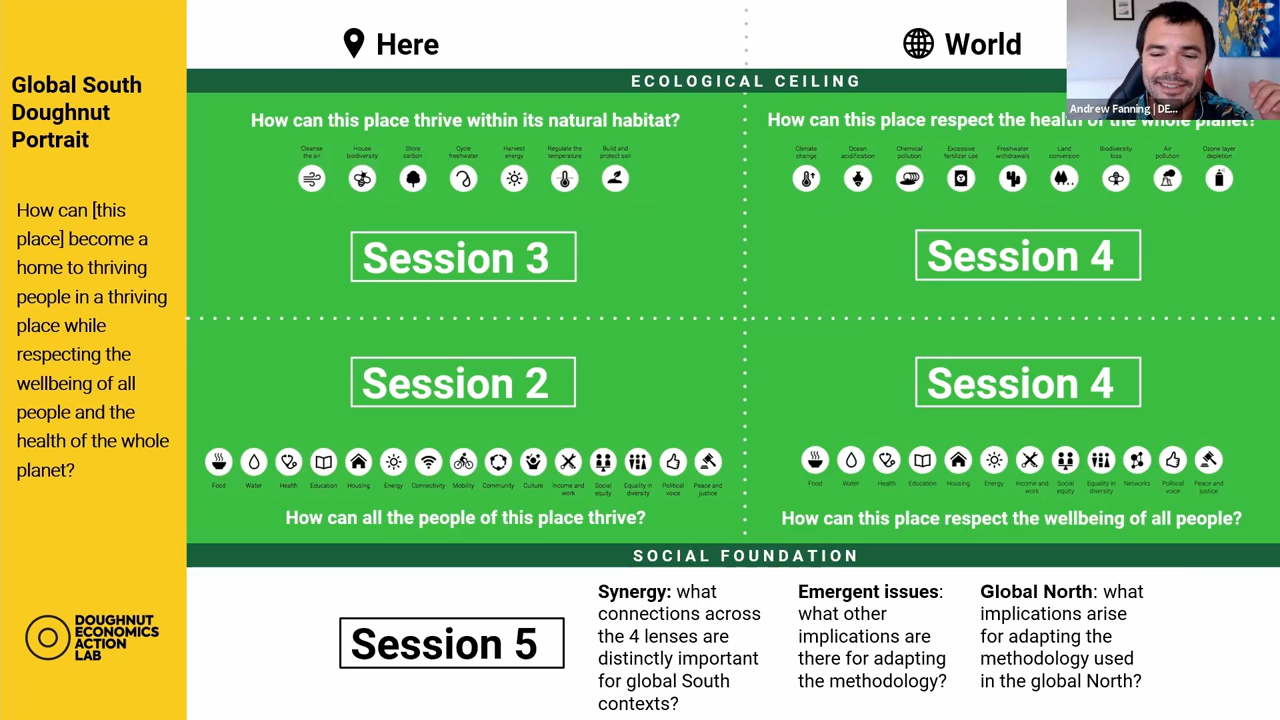 Global South
Doughnut
Portrait
How can [this
place] become a
home to thriving
people in a thriving
place while
respecting the
wellbeing of all
people and the
health of the whole
planet?
DOUGHNUT
ECONOMICS
ACTION
LAB
Here
World
Andrew Fanning | DE...
ECOLOGICAL CEILING
How can this place thrive within its natural habitat?
Cleanse
the air
House
biodiversity
Store
carbon
Cycle
freshwater
Harvest
energy
Regulate the
temperature
Build and
protect soil
Session 3
How can this place respect the health of the whole planet?
Climate
change
Ocean
acidification
Chemical
pollution
Excessive
fertilizer use
Freshwater
withdrawals
Land
conversion
Biodiversity
loss
Air
pollution
Ozone layer
depletion
Session 4
Session 2
Food
Water
Health
Education
Housing
Energy
Connectivity
Mobility
Community
Culture
Income and
work
Social
equity
Equality in
diversity
Political
voice
Peace and
justice
How can all the people of this place thrive?
Session 4
Food
Water
Health
Education
Housing
Energy
Income and
work
Social
equity
Equality in
diversity
Networks
Political
voice
Peace and
justice
How can this place respect the wellbeing of all people?
SOCIAL FOUNDATION
Session 5
Synergy: what
connections across
the 4 lenses are
distinctly important
for global South
contexts?
Emergent issues:
what other
implications are
there for adapting
the methodology?
Global North: what
implications arise
for adapting the
methodology used
in the global North?